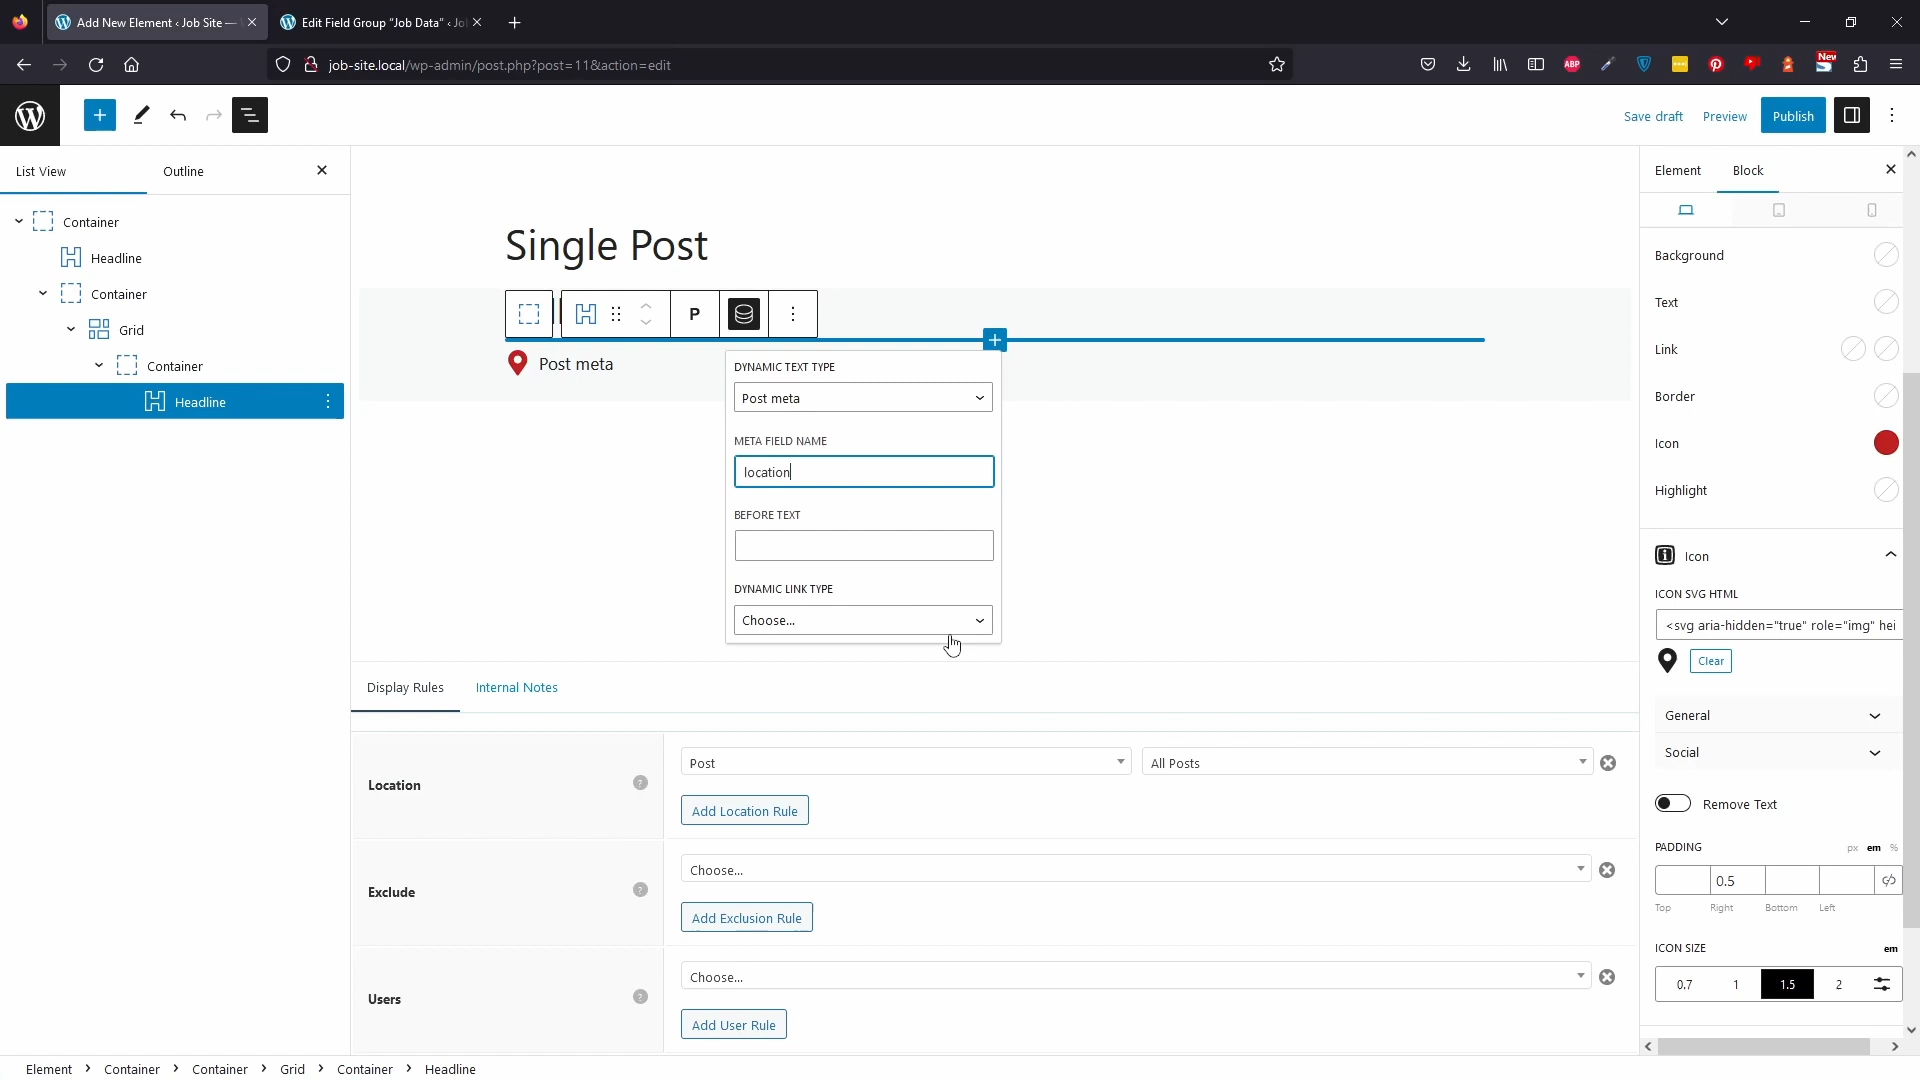 Add New Element ‹ Job Site —
Edit Field Group “Job Data” ‹ Jo
job-site.local/wp-admin/post.php?post=11&action=edit
ABP
New
Save draft
Preview
Publish
List View
Outline
Element
Block
Container
Headline
Container
Grid
Container
Headline
Single Post
P
Post meta
DYNAMIC TEXT TYPE
Post meta
META FIELD NAME
location
BEFORE TEXT
DYNAMIC LINK TYPE
Choose...
Background
Text
Link
Border
Icon
Highlight
Icon
ICON SVG HTML
<svg aria-hidden="true" role="img" hei
Clear
General
Social
Remove Text
PADDING
px em %
0.5
Top Right Bottom Left
ICON SIZE
em
0.7 1 1.5 2
Display Rules
Internal Notes
Location
Post
All Posts
Add Location Rule
Exclude
Choose...
Add Exclusion Rule
Users
Choose...
Add User Rule
Element Container Container Grid Container Headline